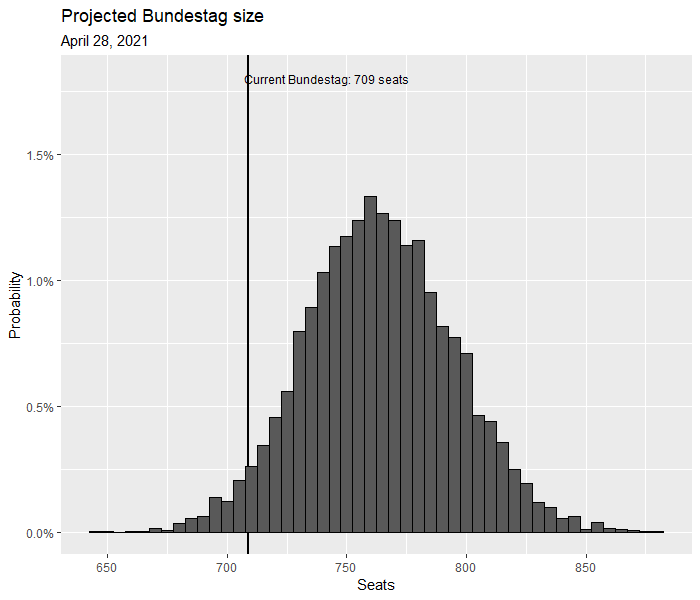 Projected Bundestag size
April 28, 2021
Current Bundestag: 709 seats
1.5%
1.0%
0.5%
0.0%
Probability
650 700 750 800 850
Seats